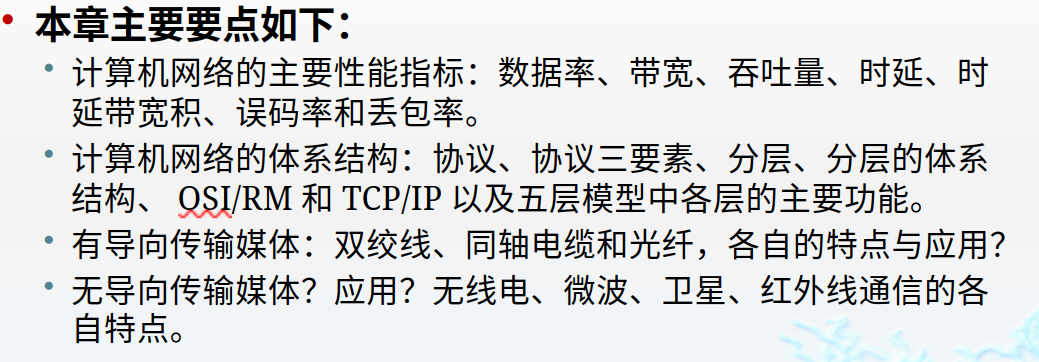 本章主要要点如下：
计算机网络的主要性能指标：数据率、带宽、吞吐量、时延、时
延带宽积、误码率和丢包率。
计算机网络的体系结构：协议、协议三要素、分层、分层的体系
结构、 OSI/RM 和 TCP/IP 以及五层模型中各层的主要功能。
有导向传输媒体：双绞线、同轴电缆和光纤，各自的特点与应用？
无导向传输媒体？应用？无线电、微波、卫星、红外线通信的各
自特点。